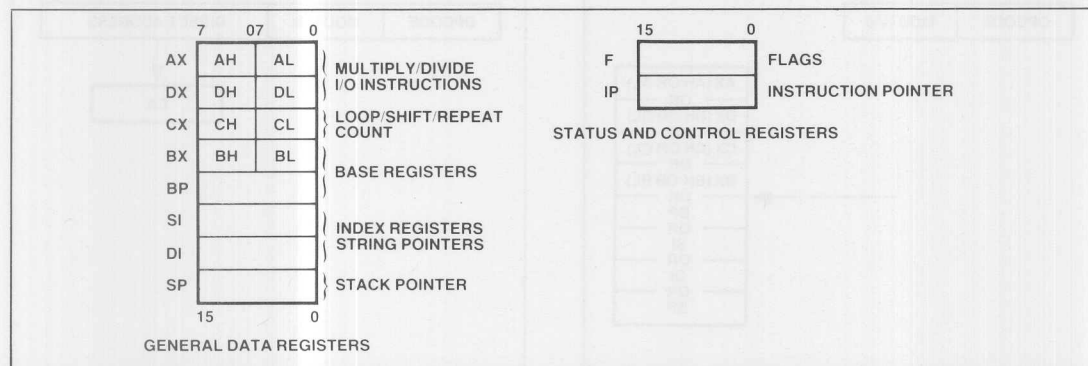 7 07 0
AX AH AL
MULTIPLY/DIVIDE
I/O INSTRUCTIONS
DX DH DL
CX CH CL
LOOP/SHIFT/REPEAT
COUNT
BX BH BL
BASE REGISTERS
BP
SI
INDEX REGISTERS
STRING POINTERS
DI
SP STACK POINTER
15 0
GENERAL DATA REGISTERS
15 0
F FLAGS
IP INSTRUCTION POINTER
STATUS AND CONTROL REGISTERS